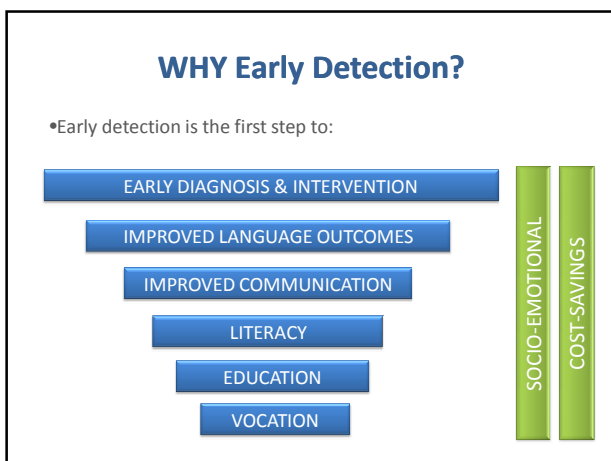 WHY Early Detection?
•Early detection is the first step to:
EARLY DIAGNOSIS & INTERVENTION
IMPROVED LANGUAGE OUTCOMES
IMPROVED COMMUNICATION
LITERACY
EDUCATION
VOCATION
SOCIO-EMOTIONAL
COST-SAVINGS